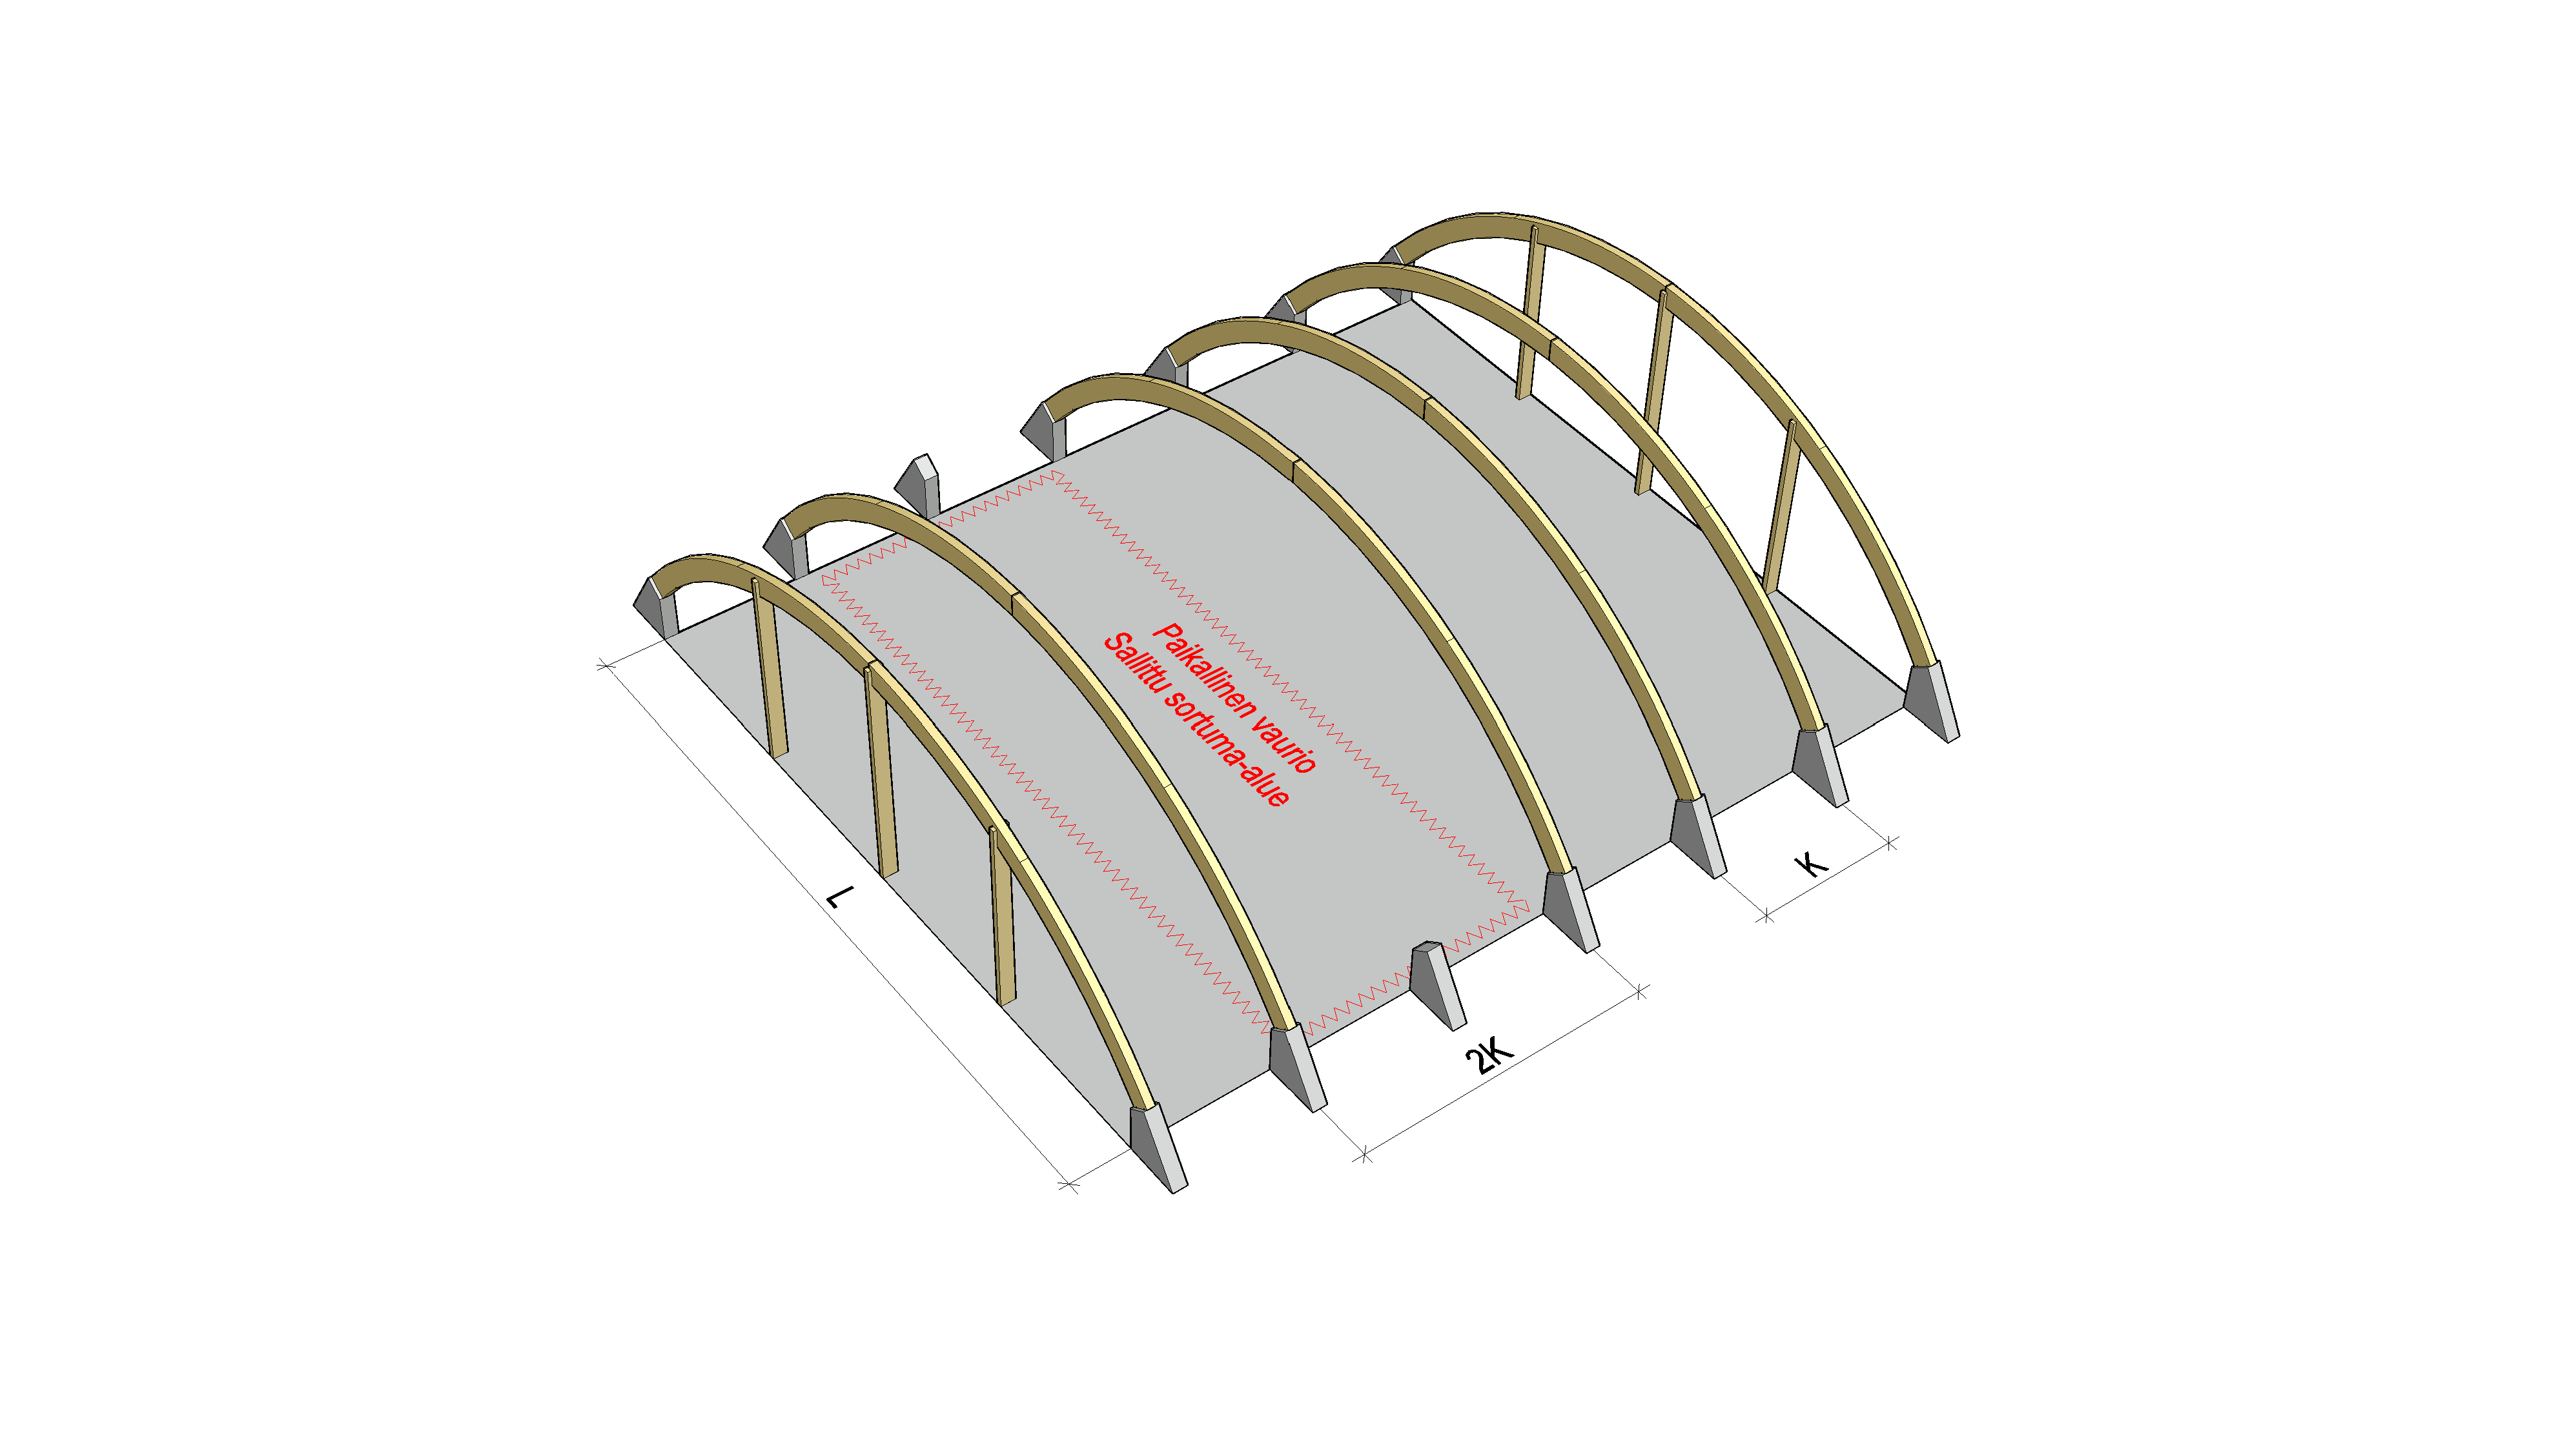 Paikallinen vaurio
Sallittu sortuma-alue
L
K
2K